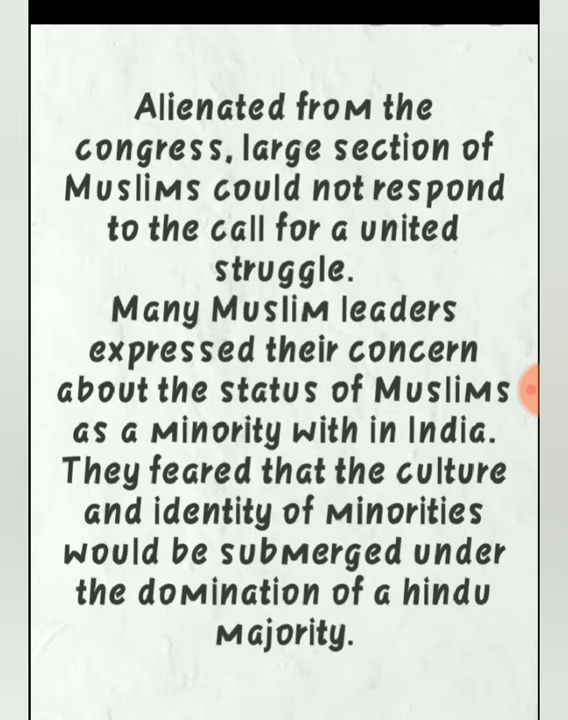 Alienated from the
congress, large section of
Muslims could not respond
to the call for a united
struggle.
Many Muslim leaders
expressed their concern
about the status of Muslims
as a minority with in India.
They feared that the culture
and identity of minorities
would be submerged under
the domination of a hindu
majority.